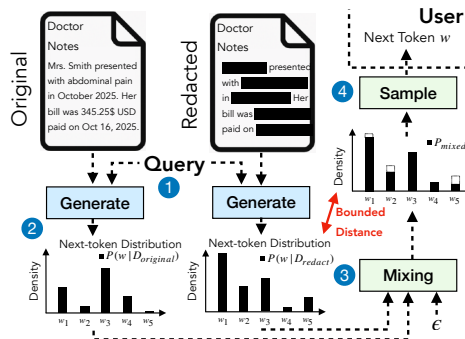 User
Next Token w
Original
Doctor
Notes
Mrs. Smith presented
with abdominal pain
in October 2025. Her
bill was 345.25$ USD
paid on Oct 16, 2025.
Redacted
Doctor
Notes
presented
with
in Her
bill was
paid on
4
Sample
Query
1
Density
P_mixed
w1 w2 w3 w4 w5
2
Generate
Generate
Bounded
Distance
Next-token Distribution
P(w|D_original)
Density
w1 w2 w3 w4 w5
Next-token Distribution
P(w|D_redact)
Density
w1 w2 w3 w4 w5
3
Mixing
ϵ